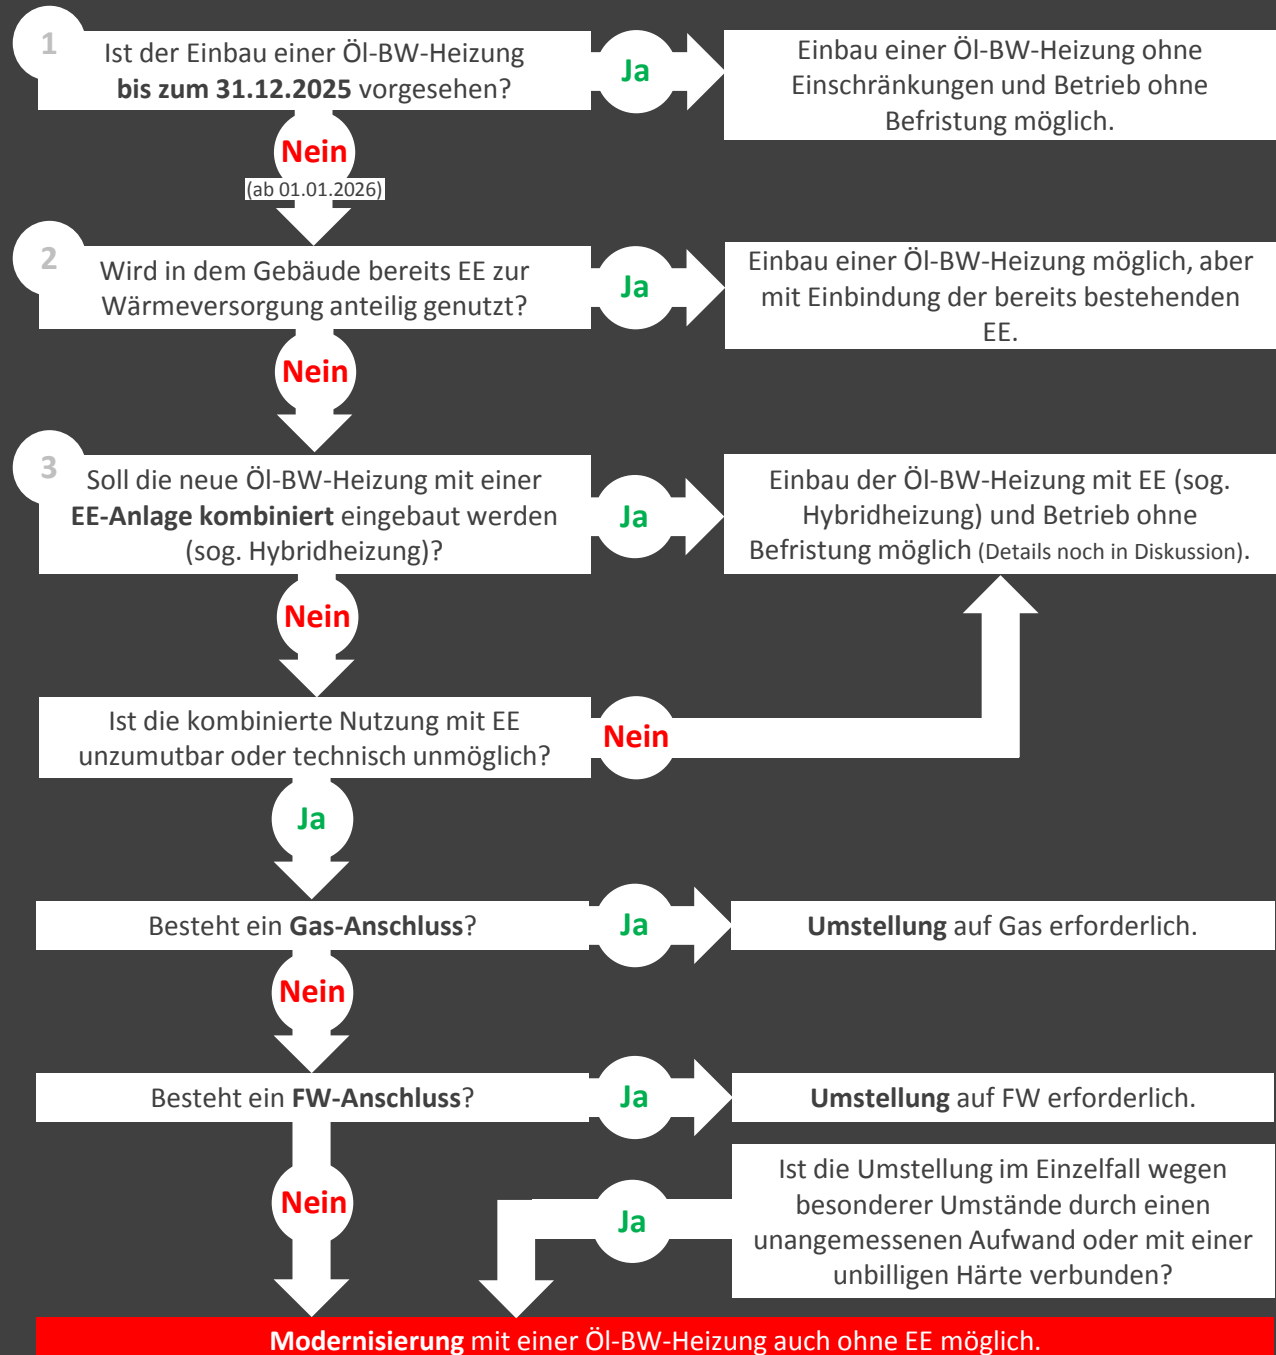 1
Ist der Einbau einer Öl-BW-Heizung
bis zum 31.12.2025 vorgesehen?
Ja
Einbau einer Öl-BW-Heizung ohne
Einschränkungen und Betrieb ohne
Befristung möglich.
Nein
(ab 01.01.2026)
2
Wird in dem Gebäude bereits EE zur
Wärmeversorgung anteilig genutzt?
Ja
Einbau einer Öl-BW-Heizung möglich, aber
mit Einbindung der bereits bestehenden
EE.
Nein
3
Soll die neue Öl-BW-Heizung mit einer
EE-Anlage kombiniert eingebaut werden
(sog. Hybridheizung)?
Ja
Einbau der Öl-BW-Heizung mit EE (sog.
Hybridheizung) und Betrieb ohne
Befristung möglich (Details noch in Diskussion).
Nein
Ist die kombinierte Nutzung mit EE
unzumutbar oder technisch unmöglich?
Nein
Ja
Besteht ein Gas-Anschluss?
Ja
Umstellung auf Gas erforderlich.
Nein
Besteht ein FW-Anschluss?
Ja
Umstellung auf FW erforderlich.
Nein
Ist die Umstellung im Einzelfall wegen
besonderer Umstände durch einen
unangemessenen Aufwand oder mit einer
unbilligen Härte verbunden?
Ja
Modernisierung mit einer Öl-BW-Heizung auch ohne EE möglich.